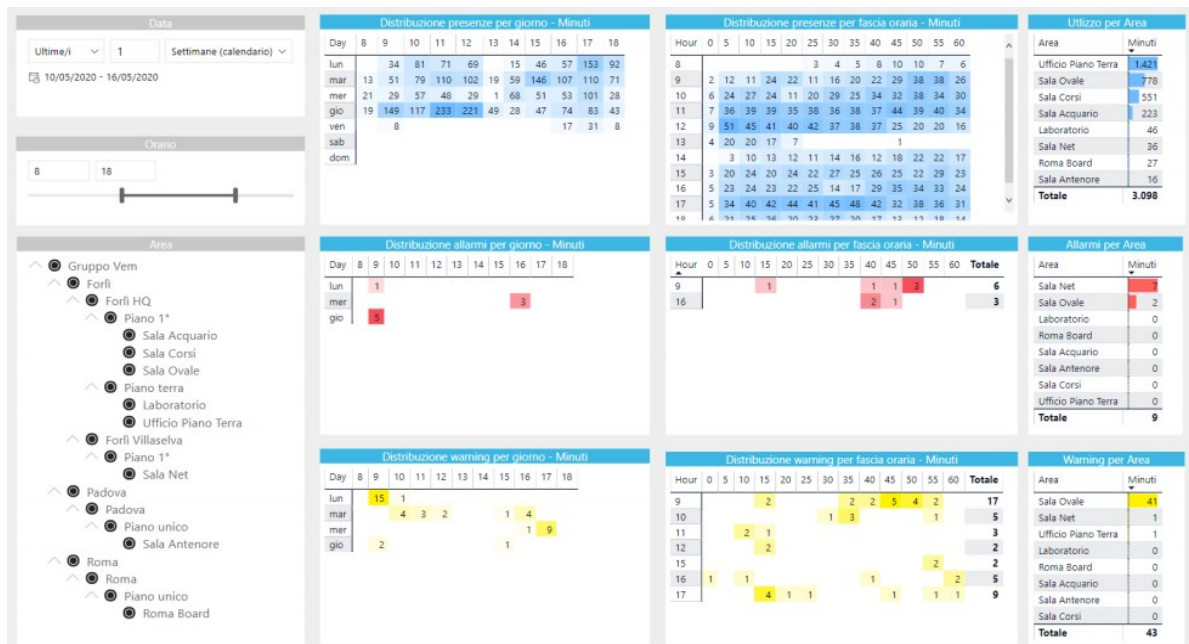 Data
Ultime/i 1 Settimane (calendario)
10/05/2020 - 16/05/2020
Orario
8 18
Area
Gruppo Vem
Forlì
Forlì HQ
Piano 1°
Sala Acquario
Sala Corsi
Sala Ovale
Piano terra
Laboratorio
Ufficio Piano Terra
Forlì Villaselva
Piano 1°
Sala Net
Padova
Padova
Piano unico
Sala Antenore
Roma
Roma
Piano unico
Roma Board
Distribuzione presenze per giorno - Minuti
Day 8 9 10 11 12 13 14 15 16 17 18
lun 34 81 71 69 15 46 57 153 92
mar 13 51 79 110 102 19 59 146 107 110 71
mer 21 29 57 48 29 1 68 51 53 101 28
gio 19 149 117 233 221 49 28 47 74 83 43
ven 8 17 31 8
sab
dom
Distribuzione presenze per fascia oraria - Minuti
Hour 0 5 10 15 20 25 30 35 40 45 50 55 60
8 3 4 5 8 10 10 7 6
9 2 12 11 24 22 11 16 20 22 29 38 38 26
10 6 24 27 24 11 20 29 25 34 32 38 34 30
11 7 36 39 39 35 38 36 38 37 44 39 40 34
12 9 51 45 41 40 42 37 38 37 25 20 20 16
13 4 20 20 17 7 1
14 3 10 13 12 11 14 16 12 18 22 22 17
15 3 20 24 20 24 22 27 25 26 25 22 29 23
16 5 23 24 23 22 25 14 17 29 35 34 33 24
17 5 34 40 42 44 41 45 48 42 32 38 36 31
Utlizzo per Area
Area Minuti
Ufficio Piano Terra 1.421
Sala Ovale 778
Sala Corsi 551
Sala Acquario 223
Laboratorio 46
Sala Net 36
Roma Board 27
Sala Antenore 16
Totale 3.098
Distribuzione allarmi per giorno - Minuti
Day 8 9 10 11 12 13 14 15 16 17 18
lun 1
mer 3
gio 5
Distribuzione allarmi per fascia oraria - Minuti
Hour 0 5 10 15 20 25 30 35 40 45 50 55 60 Totale
9 1 1 1 3 6
16 2 1 3
Allarmi per Area
Area Minuti
Sala Net 7
Sala Ovale 2
Laboratorio 0
Roma Board 0
Sala Acquario 0
Sala Antenore 0
Sala Corsi 0
Ufficio Piano Terra 0
Totale 9
Distribuzione warning per giorno - Minuti
Day 8 9 10 11 12 13 14 15 16 17 18
lun 15 1
mar 4 3 2 1 4
mer 1 9
gio 2 1
Distribuzione warning per fascia oraria - Minuti
Hour 0 5 10 15 20 25 30 35 40 45 50 55 60 Totale
9 2 2 2 5 4 2 17
10 1 3 1 5
11 2 1 3
12 2 2
15 2 2
16 1 1 1 2 5
17 4 1 1 1 1 1 9
Warning per Area
Area Minuti
Sala Ovale 41
Sala Net 1
Ufficio Piano Terra 1
Laboratorio 0
Roma Board 0
Sala Acquario 0
Sala Antenore 0
Sala Corsi 0
Totale 43